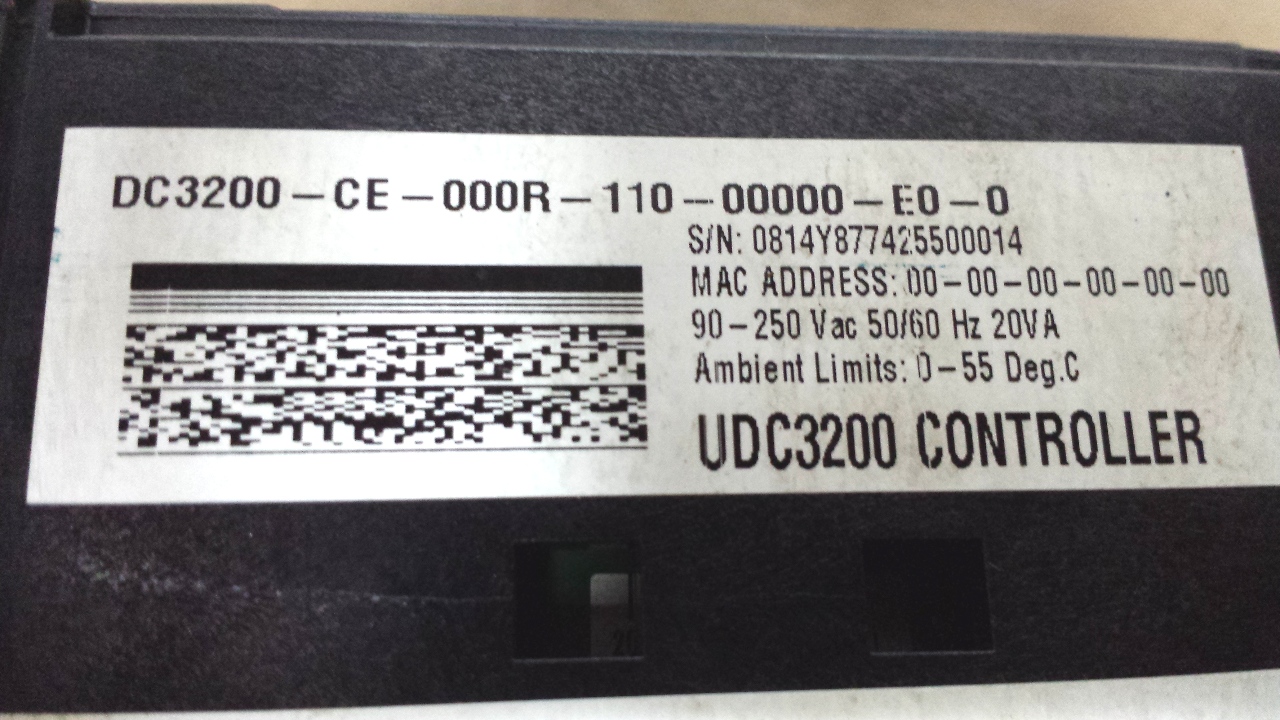 DC3200-CE-000R-110-00000-E0-0
S/N: 0814Y877425500014
MAC ADDRESS: 00-00-00-00-00-00
90-250 Vac 50/60 Hz 20VA
Ambient Limits: 0-55 Deg.C
UDC3200 CONTROLLER
20